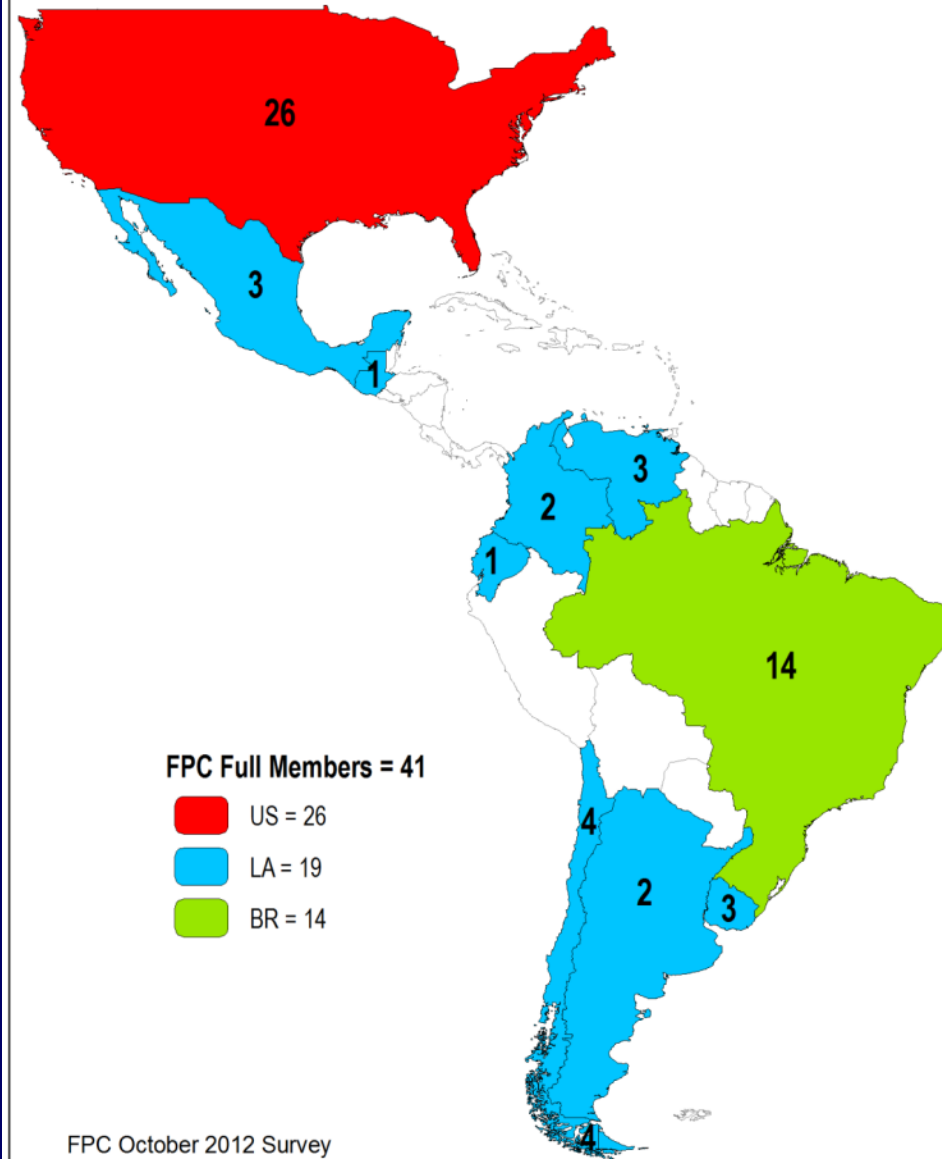 26
3
1
3
2
1
14
FPC Full Members = 41
US = 26
LA = 19
BR = 14
4
2
3
4
FPC October 2012 Survey